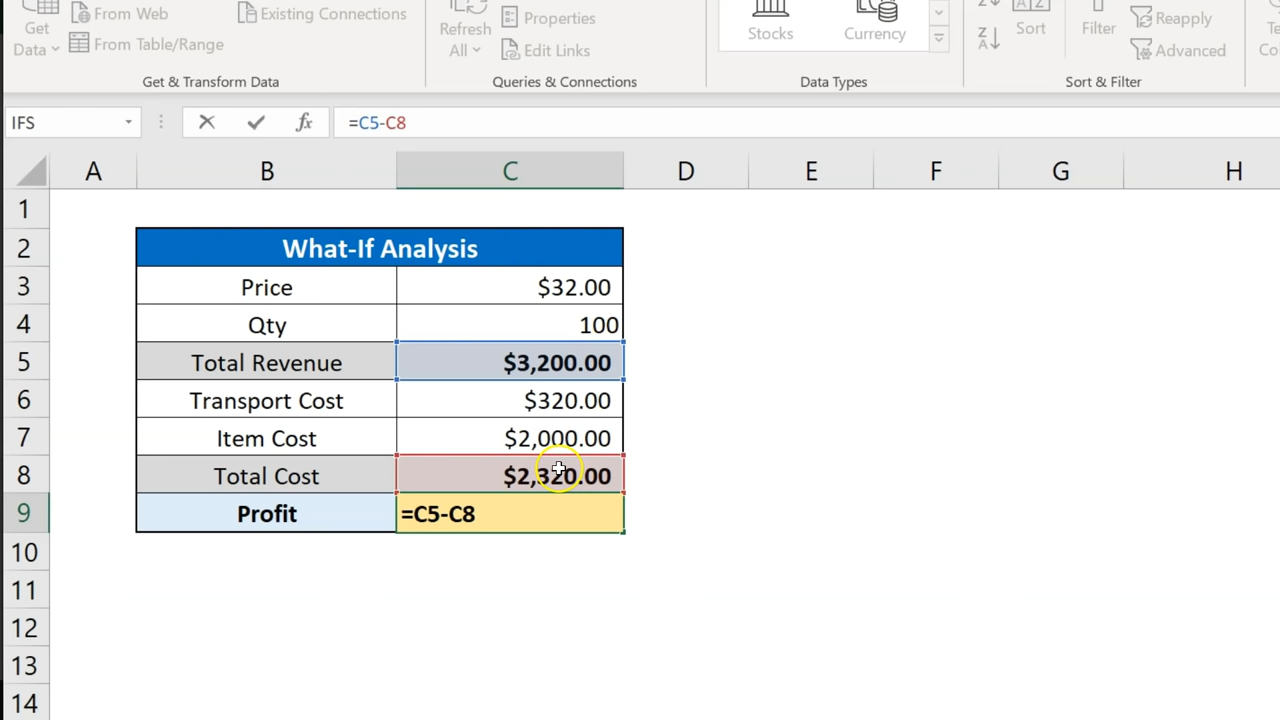 From Web
Existing Connections
Get
Data
From Table/Range
Refresh
All
Properties
Edit Links
Stocks
Currency
Sort
Filter
Reapply
Advanced
Get & Transform Data
Queries & Connections
Data Types
Sort & Filter
IFS
fx
=C5-C8
A B C D E F G H
1
2 What-If Analysis
3 Price $32.00
4 Qty 100
5 Total Revenue $3,200.00
6 Transport Cost $320.00
7 Item Cost $2,000.00
8 Total Cost $2,320.00
9 Profit =C5-C8
10
11
12
13
14